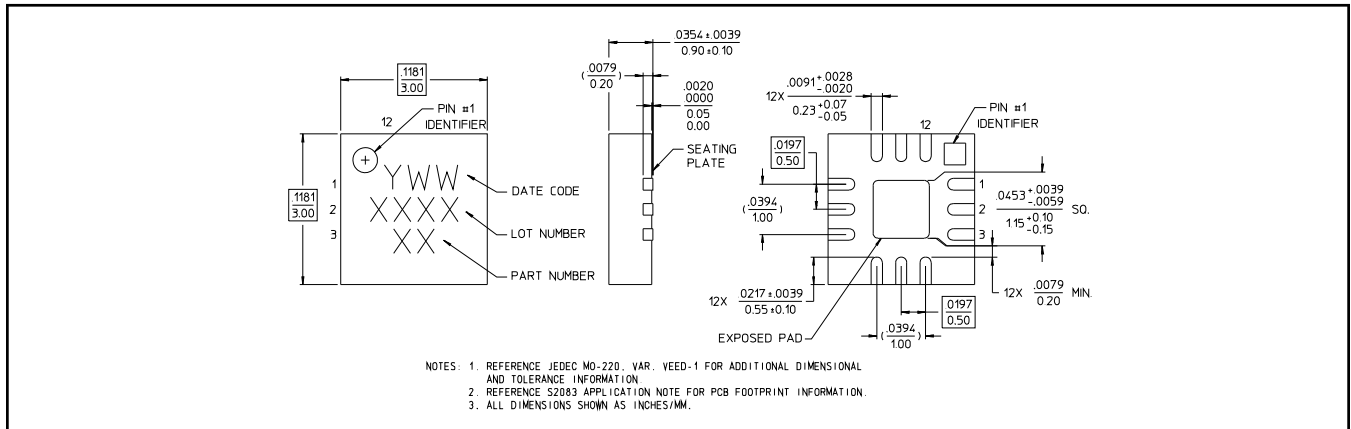 .1181
3.00
PIN #1
IDENTIFIER
12
.1181
3.00
1
2
3
YWW
XXXX
XX
DATE CODE
LOT NUMBER
PART NUMBER
.0354±.0039
0.90±0.10
(.0079
0.20)
.0020
.0000
0.05
0.00
SEATING
PLATE
12X .0091 +.0028 -.0020
0.23 +0.07 -0.05
12
PIN #1
IDENTIFIER
.0197
0.50
(.0394
1.00)
1
2
3
.0453 +.0039 -.0059
1.15 +0.10 -0.15
SQ.
12X .0217±.0039
0.55±0.10
EXPOSED PAD
(.0394
1.00)
.0197
0.50
12X .0079
0.20 MIN.
NOTES: 1. REFERENCE JEDEC MO-220, VAR. VEED-1 FOR ADDITIONAL DIMENSIONAL
AND TOLERANCE INFORMATION
2. REFERENCE S2083 APPLICATION NOTE FOR PCB FOOTPRINT INFORMATION.
3. ALL DIMENSIONS SHOWN AS INCHES/MM.